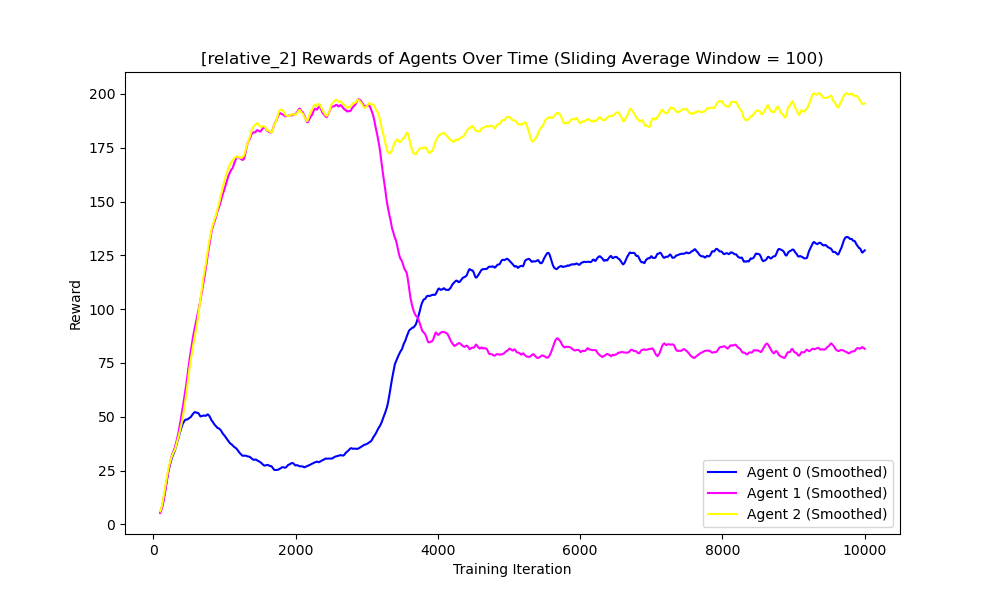 [relative_2] Rewards of Agents Over Time (Sliding Average Window = 100)
200
175
150
125
100
75
50
25
0
Reward
Agent 0 (Smoothed)
Agent 1 (Smoothed)
Agent 2 (Smoothed)
0 2000 4000 6000 8000 10000
Training Iteration